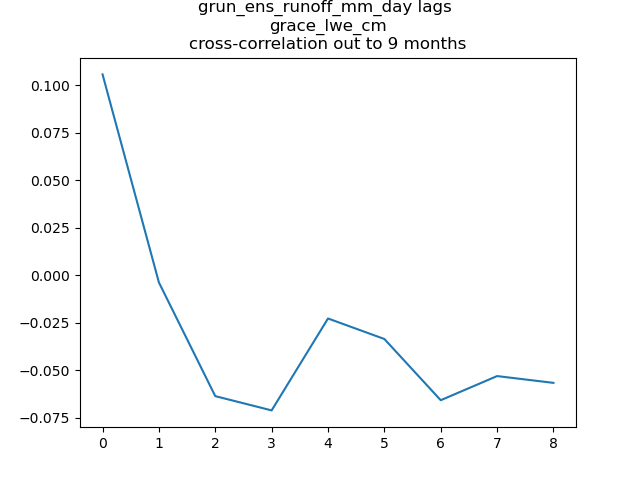 grun_ens_runoff_mm_day lags
grace_lwe_cm
cross-correlation out to 9 months
0.100
0.075
0.050
0.025
0.000
−0.025
−0.050
−0.075
0 1 2 3 4 5 6 7 8